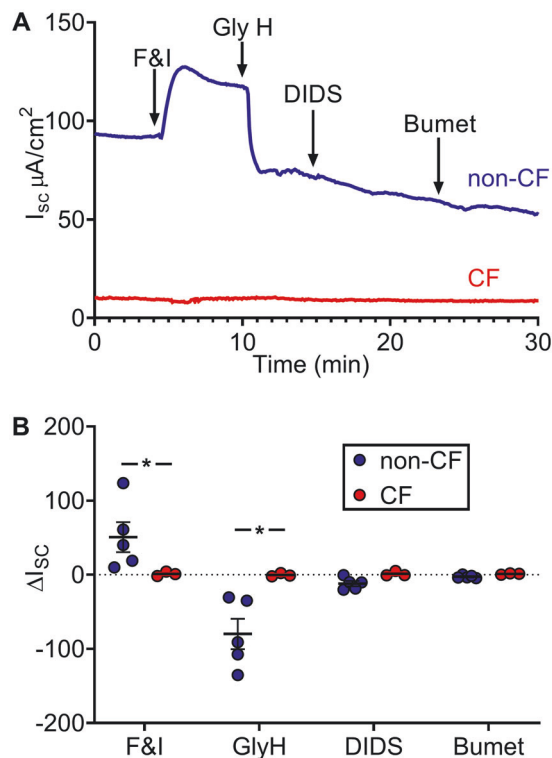 A
Gly H
F&I
DIDS
Bumet
non-CF
CF
150
100
50
0
I_sc µA/cm²
0 10 20 30
Time (min)
B
non-CF
CF
* *
200
100
0
-100
-200
ΔI_SC
F&I GlyH DIDS Bumet